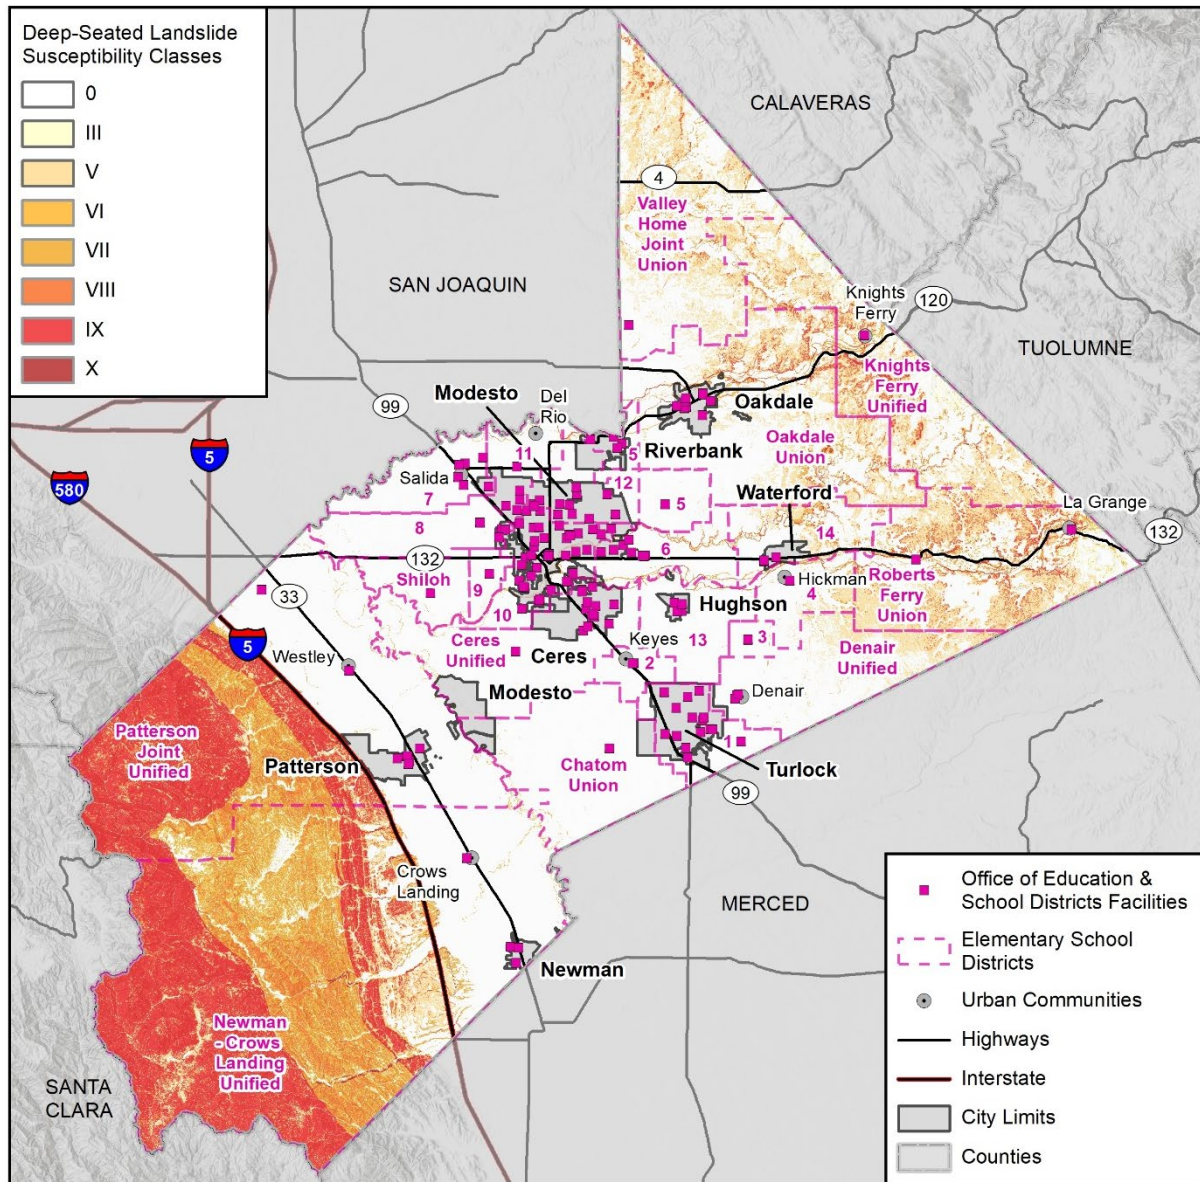 Deep-Seated Landslide
Susceptibility Classes
0
III
V
VI
VII
VIII
IX
X
CALAVERAS
4
Valley
Home
Joint
Union
SAN JOAQUIN
Knights
Ferry
120
TUOLUMNE
Knights
Ferry
Unified
99
Modesto
Del
Rio
Oakdale
Oakdale
Union
5
580
Riverbank
5
11
12
Salida
7
5
Waterford
La Grange
8
14
132
6
132
Shiloh
9
Hickman
4
Roberts
Ferry
Union
33
10
Hughson
5
Ceres
Unified
Keyes
13
3
Denair
Unified
Westley
Ceres
2
Modesto
Denair
Patterson
Joint
Unified
Patterson
1
Chatom
Union
Turlock
99
Crows
Landing
MERCED
Newman
Newman
- Crows
Landing
Unified
SANTA
CLARA
Office of Education &
School Districts Facilities
Elementary School
Districts
Urban Communities
Highways
Interstate
City Limits
Counties